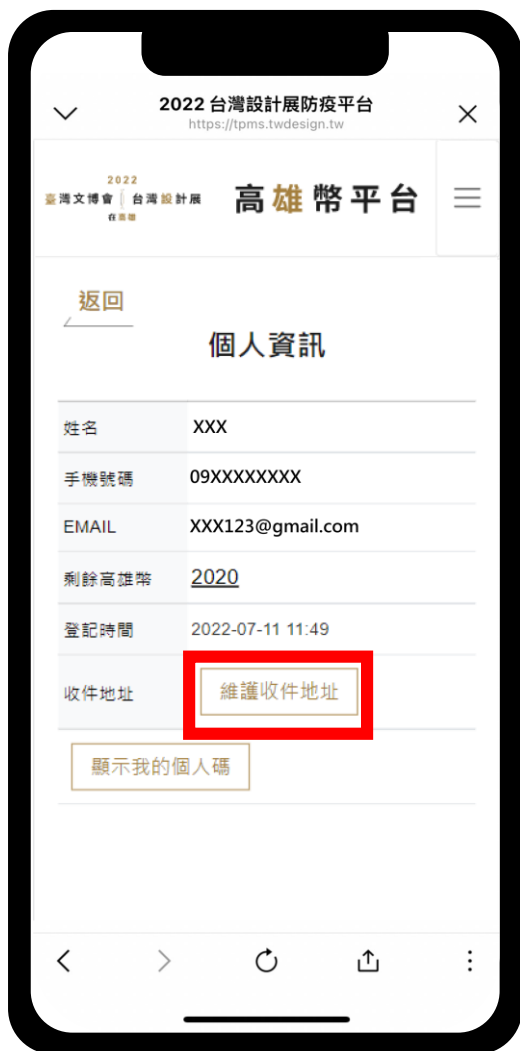 2022 台灣設計展防疫平台
https://tpms.twdesign.tw
2022
臺灣文博會 台灣設計展
在高雄
高雄幣平台
返回
個人資訊
姓名 XXX
手機號碼 09XXXXXXXX
EMAIL XXX123@gmail.com
剩餘高雄幣 2020
登記時間 2022-07-11 11:49
收件地址 維護收件地址
顯示我的個人碼